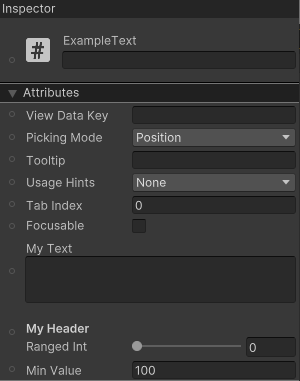 Inspector
#
ExampleText
Attributes
View Data Key
Picking Mode Position
Tooltip
Usage Hints None
Tab Index 0
Focusable
My Text
My Header
Ranged Int 0
Min Value 100